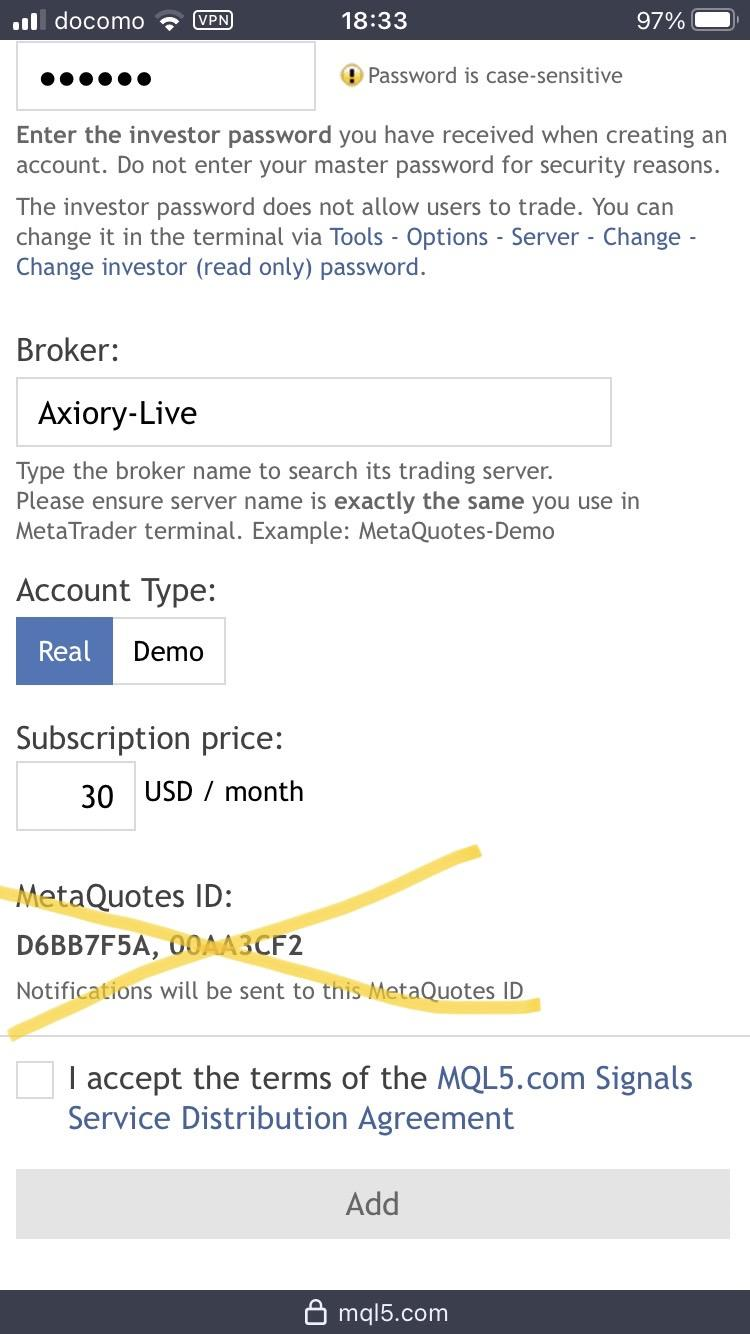 docomo VPN 18:33 97%
•••••• Password is case-sensitive
Enter the investor password you have received when creating an
account. Do not enter your master password for security reasons.
The investor password does not allow users to trade. You can
change it in the terminal via Tools - Options - Server - Change -
Change investor (read only) password.
Broker:
Axiory-Live
Type the broker name to search its trading server.
Please ensure server name is exactly the same you use in
MetaTrader terminal. Example: MetaQuotes-Demo
Account Type:
Real Demo
Subscription price:
30 USD / month
MetaQuotes ID:
D6BB7F5A, 00AA3CF2
Notifications will be sent to this MetaQuotes ID
I accept the terms of the MQL5.com Signals
Service Distribution Agreement
Add
mql5.com